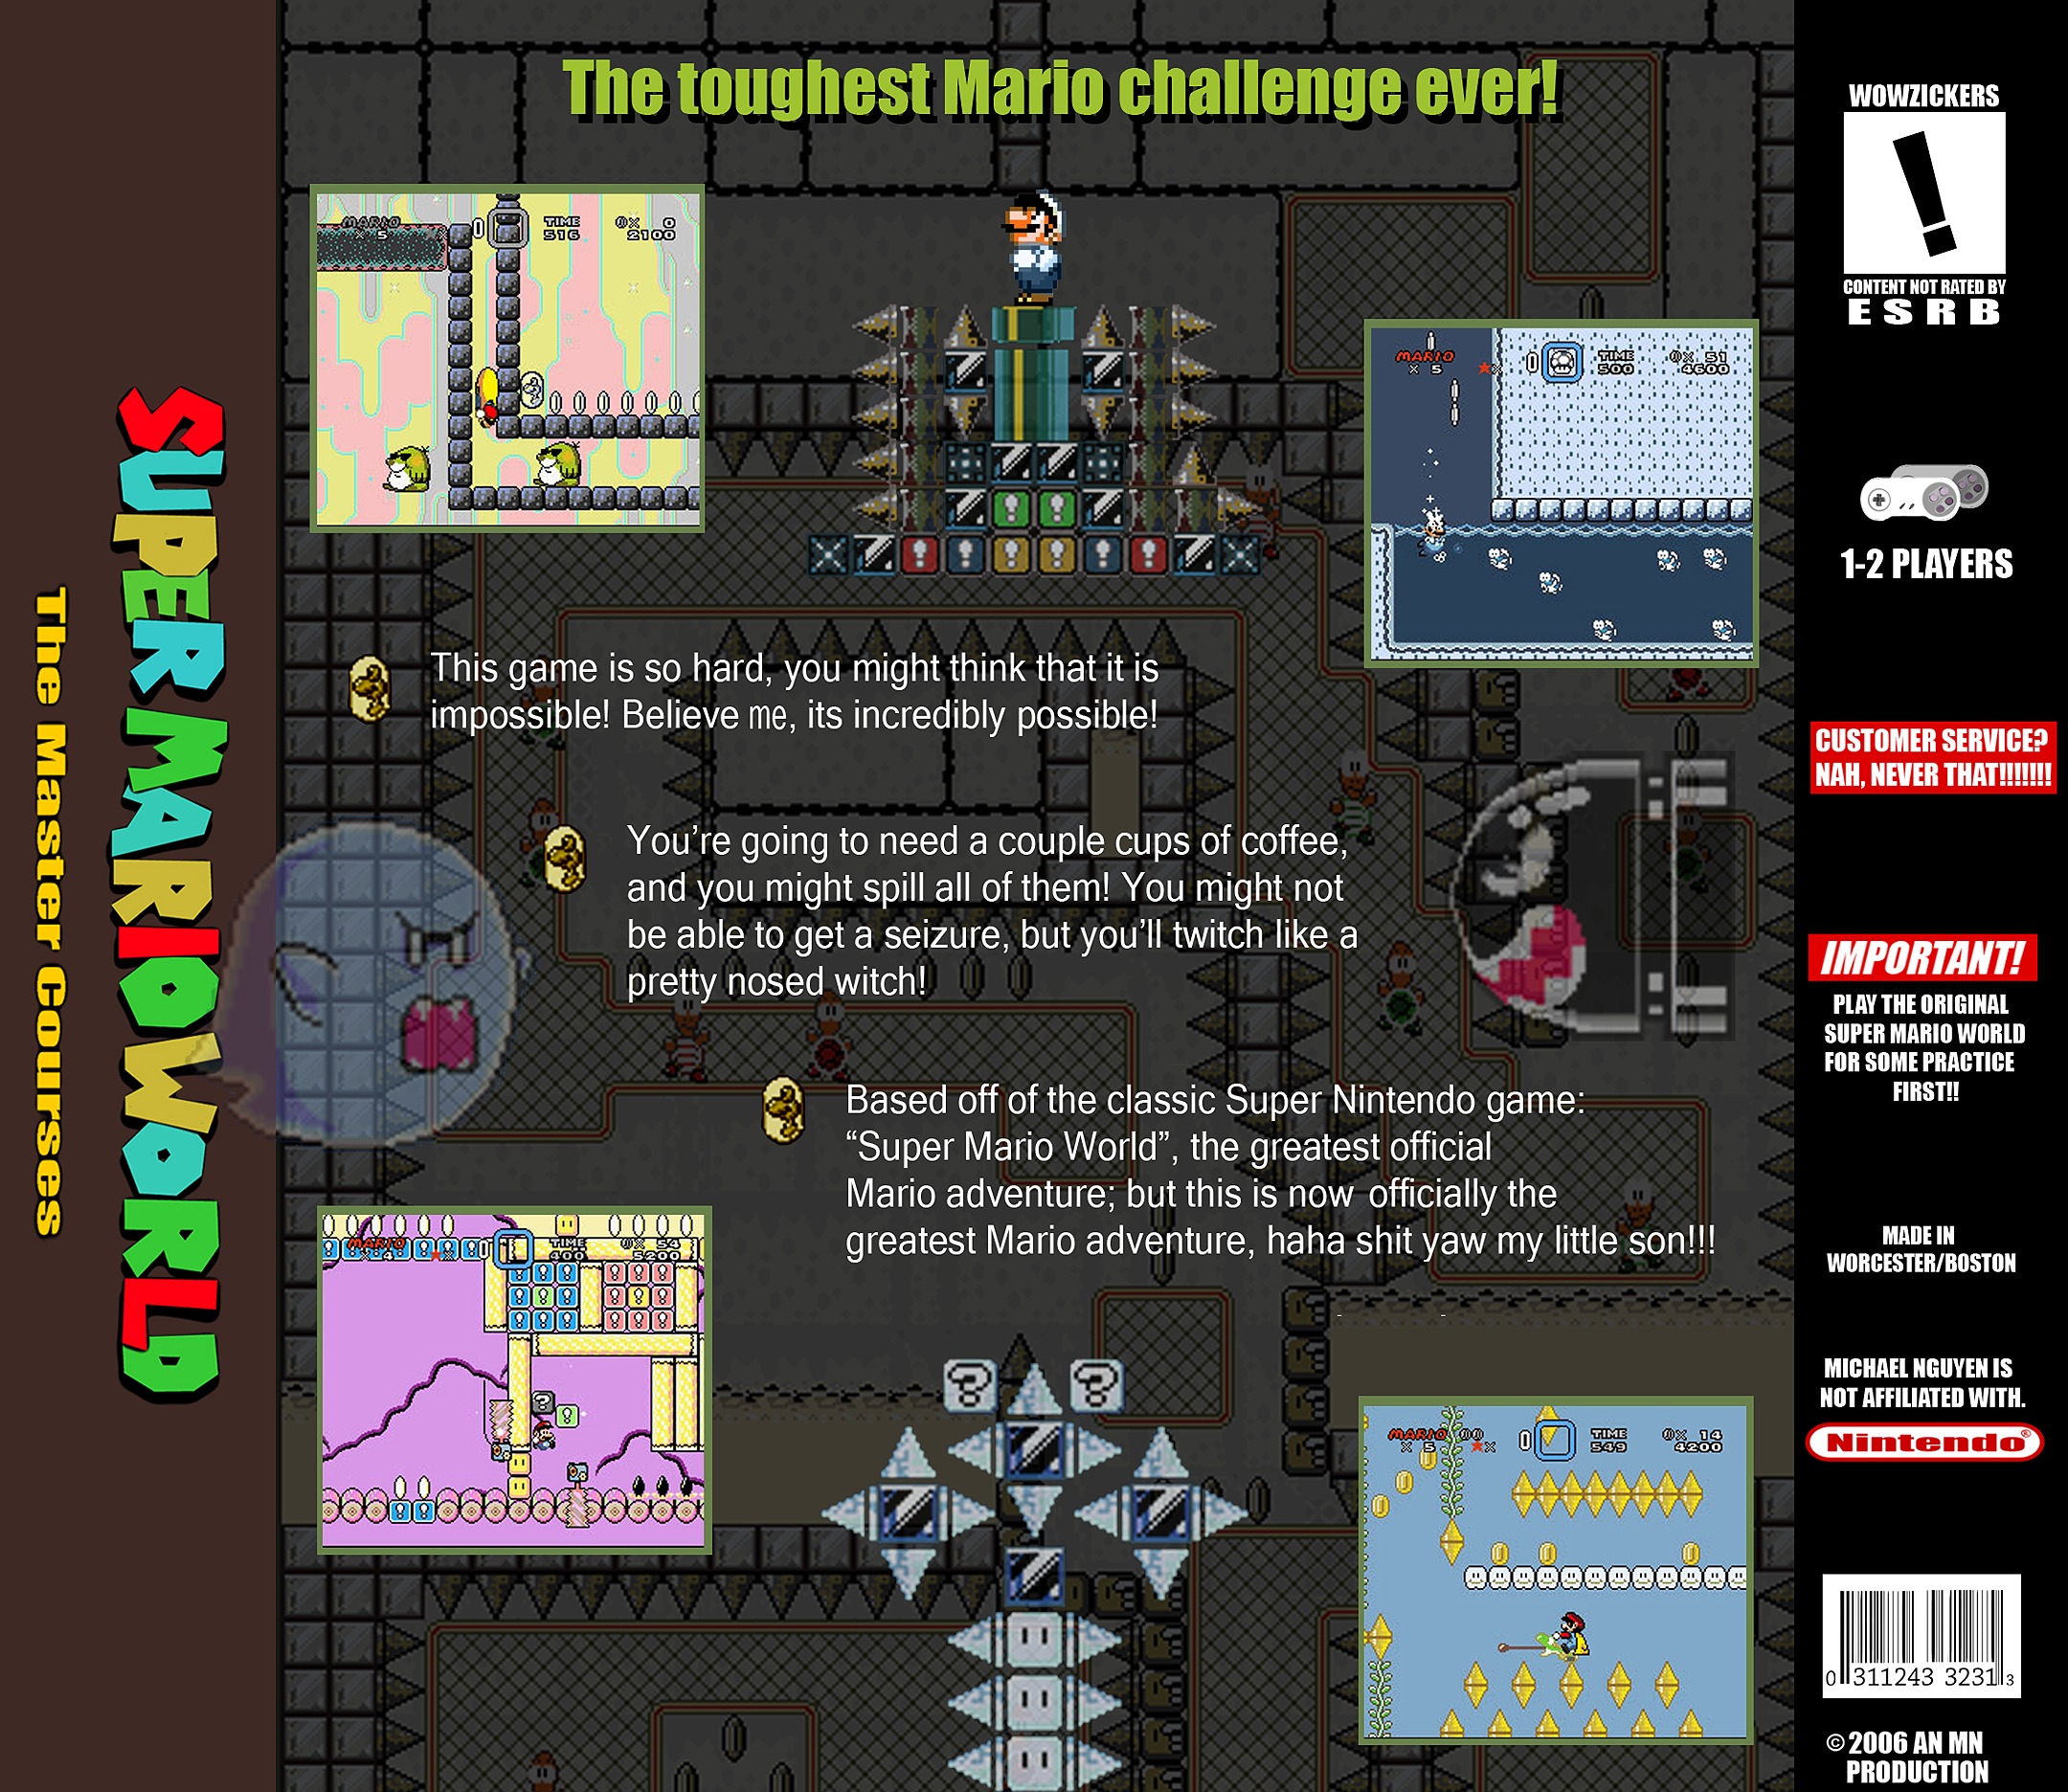 The toughest Mario challenge ever!
SUPER MARIO WORLD
The Master Courses
MARIO
× 5
0
TIME
516
0
2100
MARIO
× 5
0
TIME
500
51
4600
This game is so hard, you might think that it is
impossible! Believe me, its incredibly possible!
You’re going to need a couple cups of coffee,
and you might spill all of them! You might not
be able to get a seizure, but you’ll twitch like a
pretty nosed witch!
Based off of the classic Super Nintendo game:
“Super Mario World”, the greatest official
Mario adventure; but this is now officially the
greatest Mario adventure, haha shit yaw my little son!!!
MARIO
× 4
0
TIME
400
54
5200
MARIO
× 5
0
TIME
549
14
4200
WOWZICKERS
!
CONTENT NOT RATED BY
ESRB
1-2 PLAYERS
CUSTOMER SERVICE?
NAH, NEVER THAT!!!!!!!
IMPORTANT!
PLAY THE ORIGINAL
SUPER MARIO WORLD
FOR SOME PRACTICE
FIRST!!
MADE IN
WORCESTER/BOSTON
MICHAEL NGUYEN IS
NOT AFFILIATED WITH.
Nintendo®
0 311243 3231 3
© 2006 AN MN
PRODUCTION